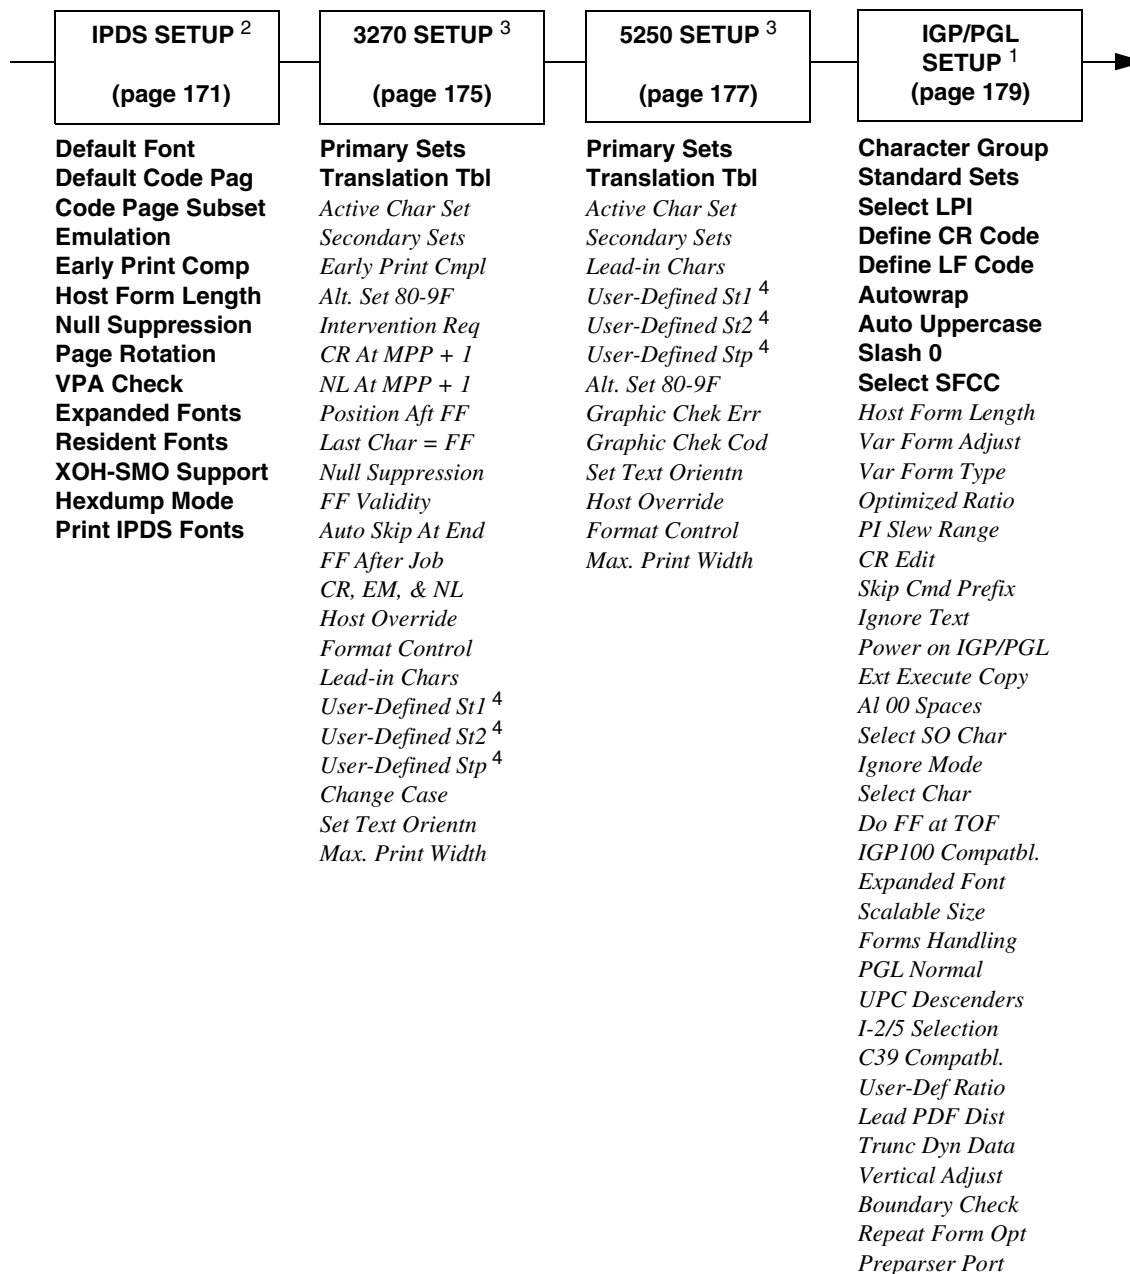 IPDS SETUP 2
(page 171)
Default Font
Default Code Pag
Code Page Subset
Emulation
Early Print Comp
Host Form Length
Null Suppression
Page Rotation
VPA Check
Expanded Fonts
Resident Fonts
XOH-SMO Support
Hexdump Mode
Print IPDS Fonts
3270 SETUP 3
(page 175)
Primary Sets
Translation Tbl
Active Char Set
Secondary Sets
Early Print Cmpl
Alt. Set 80-9F
Intervention Req
CR At MPP + 1
NL At MPP + 1
Position Aft FF
Last Char = FF
Null Suppression
FF Validity
Auto Skip At End
FF After Job
CR, EM, & NL
Host Override
Format Control
Lead-in Chars
User-Defined St1 4
User-Defined St2 4
User-Defined Stp 4
Change Case
Set Text Orientn
Max. Print Width
5250 SETUP 3
(page 177)
Primary Sets
Translation Tbl
Active Char Set
Secondary Sets
Lead-in Chars
User-Defined St1 4
User-Defined St2 4
User-Defined Stp 4
Alt. Set 80-9F
Graphic Chek Err
Graphic Chek Cod
Set Text Orientn
Host Override
Format Control
Max. Print Width
IGP/PGL
SETUP 1
(page 179)
Character Group
Standard Sets
Select LPI
Define CR Code
Define LF Code
Autowrap
Auto Uppercase
Slash 0
Select SFCC
Host Form Length
Var Form Adjust
Var Form Type
Optimized Ratio
PI Slew Range
CR Edit
Skip Cmd Prefix
Ignore Text
Power on IGP/PGL
Ext Execute Copy
Al 00 Spaces
Select SO Char
Ignore Mode
Select Char
Do FF at TOF
IGP100 Compatbl.
Expanded Font
Scalable Size
Forms Handling
PGL Normal
UPC Descenders
I-2/5 Selection
C39 Compatbl.
User-Def Ratio
Lead PDF Dist
Trunc Dyn Data
Vertical Adjust
Boundary Check
Repeat Form Opt
Preparser Port